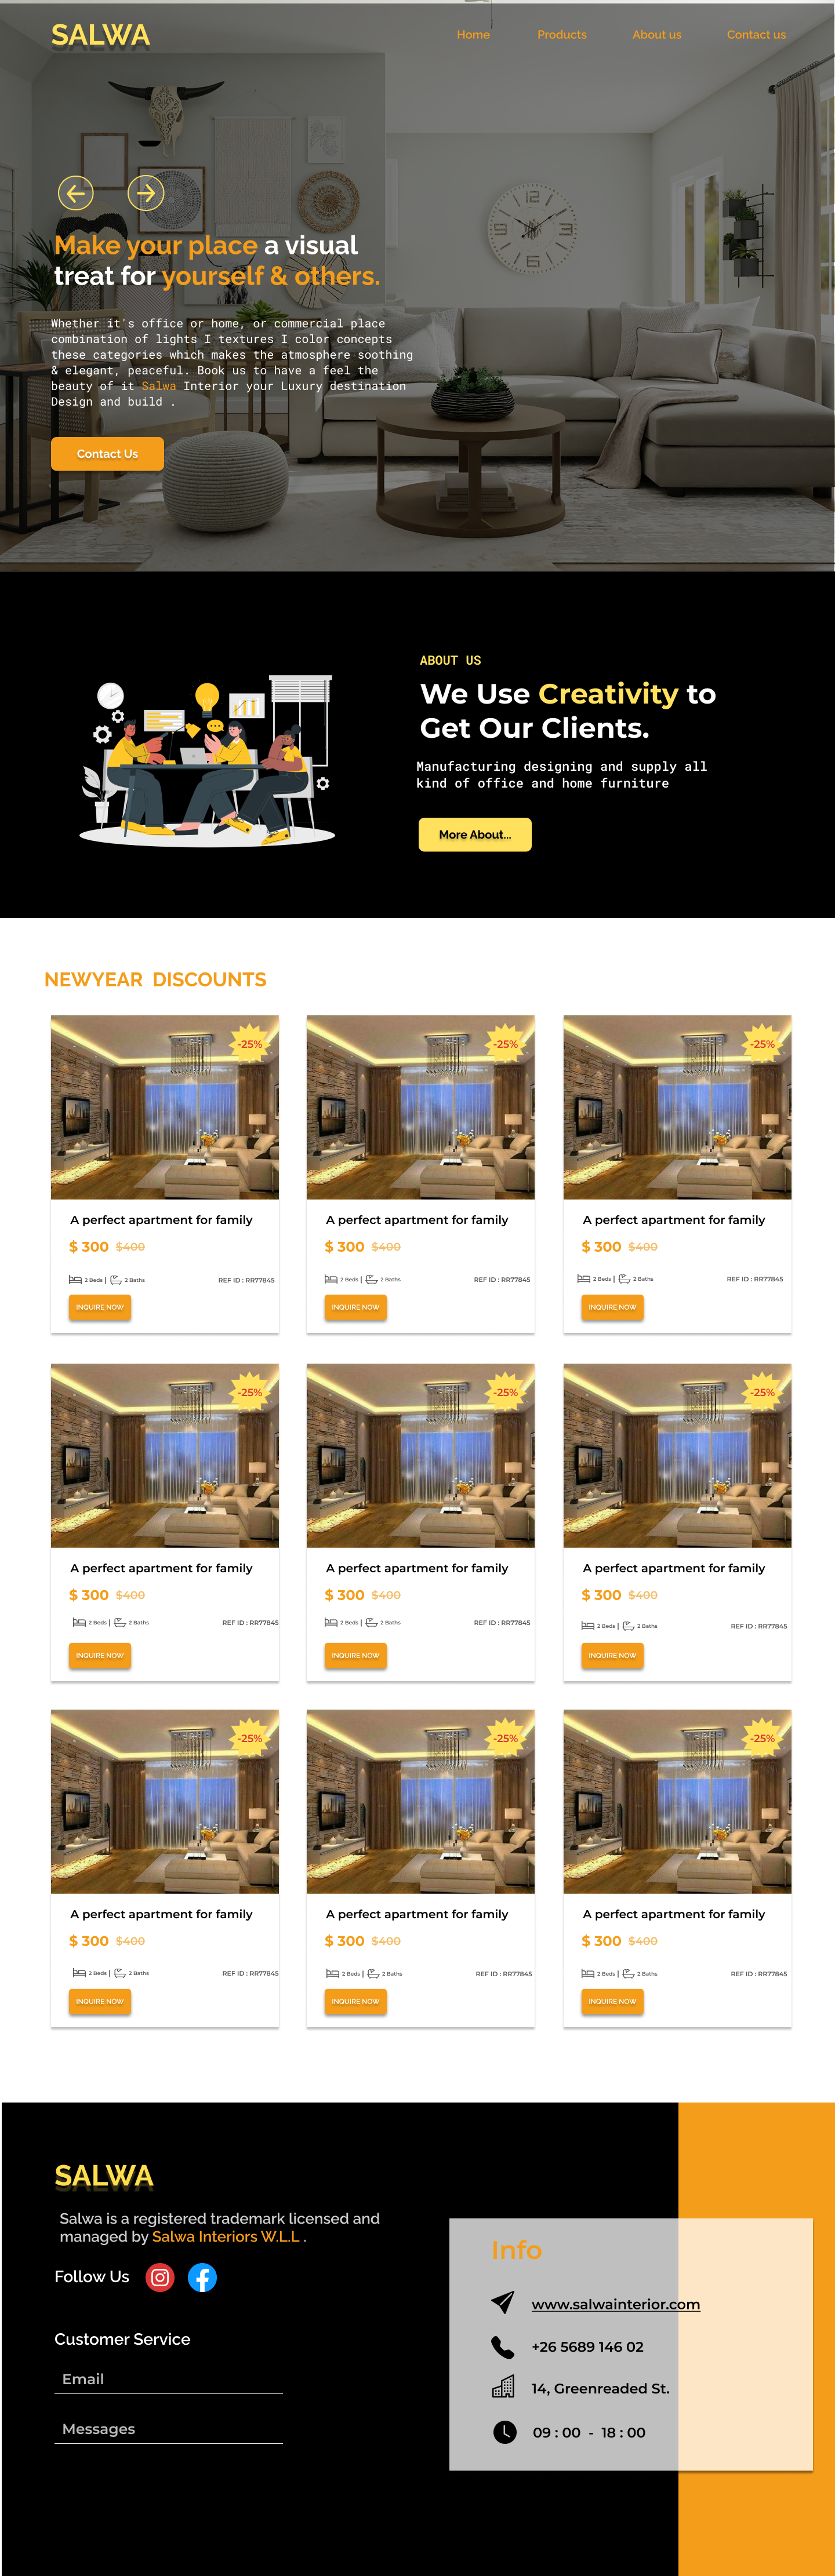 SALWA
Home Products About us Contact us
Make your place a visual
treat for yourself & others.
Whether it's office or home, or commercial place
combination of lights I textures I color concepts
these categories which makes the atmosphere soothing
& elegant, peaceful. Book us to have a feel the
beauty of it Salwa Interior your Luxury destination
Design and build .
Contact Us
ABOUT US
We Use Creativity to
Get Our Clients.
Manufacturing designing and supply all
kind of office and home furniture
More About...
NEWYEAR DISCOUNTS
-25%
A perfect apartment for family
$ 300 $400
2 Beds | 2 Baths REF ID : RR77845
INQUIRE NOW
-25%
A perfect apartment for family
$ 300 $400
2 Beds | 2 Baths REF ID : RR77845
INQUIRE NOW
-25%
A perfect apartment for family
$ 300 $400
2 Beds | 2 Baths REF ID : RR77845
INQUIRE NOW
-25%
A perfect apartment for family
$ 300 $400
2 Beds | 2 Baths REF ID : RR77845
INQUIRE NOW
-25%
A perfect apartment for family
$ 300 $400
2 Beds | 2 Baths REF ID : RR77845
INQUIRE NOW
-25%
A perfect apartment for family
$ 300 $400
2 Beds | 2 Baths REF ID : RR77845
INQUIRE NOW
-25%
A perfect apartment for family
$ 300 $400
2 Beds | 2 Baths REF ID : RR77845
INQUIRE NOW
-25%
A perfect apartment for family
$ 300 $400
2 Beds | 2 Baths REF ID : RR77845
INQUIRE NOW
-25%
A perfect apartment for family
$ 300 $400
2 Beds | 2 Baths REF ID : RR77845
INQUIRE NOW
SALWA
Salwa is a registered trademark licensed and
managed by Salwa Interiors W.L.L .
Follow Us
Customer Service
Email
Messages
Info
www.salwainterior.com
+26 5689 146 02
14, Greenreaded St.
09 : 00 - 18 : 00